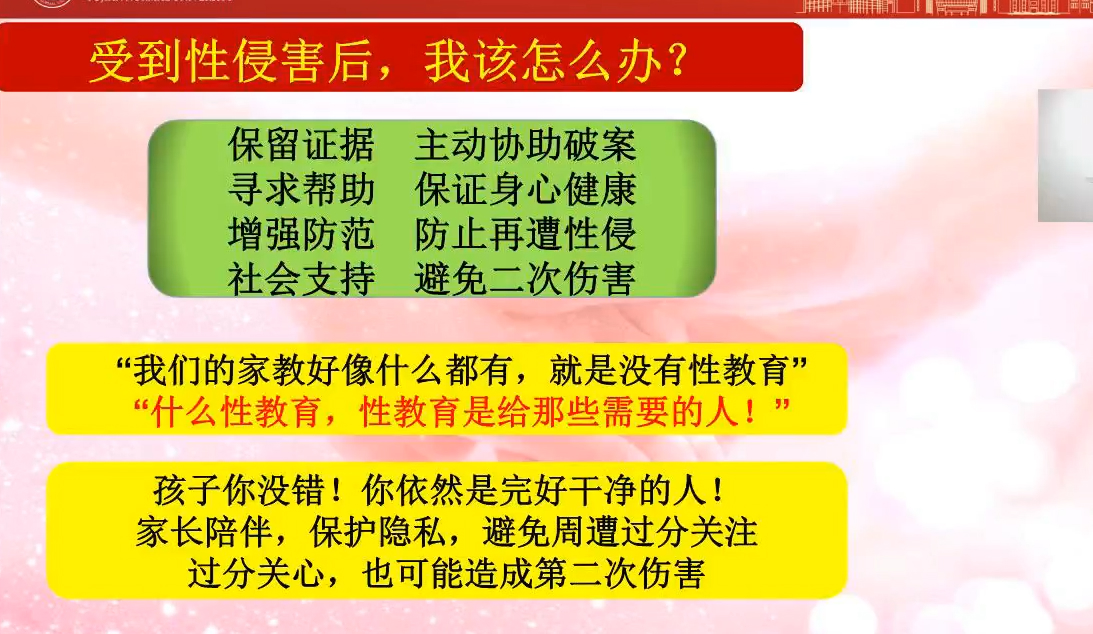 受到性侵害后，我该怎么办？
保留证据 主动协助破案
寻求帮助 保证身心健康
增强防范 防止再遭性侵
社会支持 避免二次伤害
“我们的家教好像什么都有，就是没有性教育”
“什么性教育，性教育是给那些需要的人！”
孩子你没错！你依然是完好干净的人！
家长陪伴，保护隐私，避免周遭过分关注
过分关心，也可能造成第二次伤害